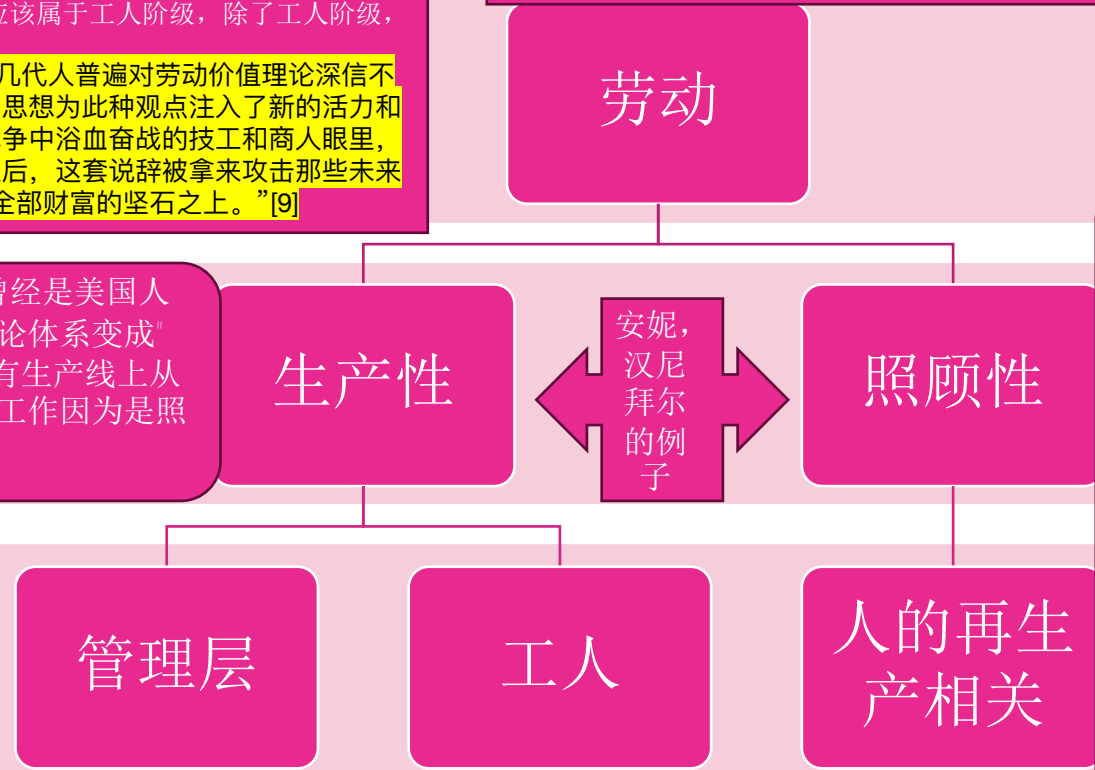 应该属于工人阶级，除了工人阶级，
几代人普遍对劳动价值理论深信不
思想为此种观点注入了新的活力和
争中浴血奋战的技工和商人眼里，
后，这套说辞被拿来攻击那些未来
全部财富的坚石之上。”[9]
劳动
曾经是美国人
论体系变成"
有生产线上从
工作因为是照
生产性
安妮，
汉尼
拜尔
的例
子
照顾性
管理层
工人
人的再生
产相关